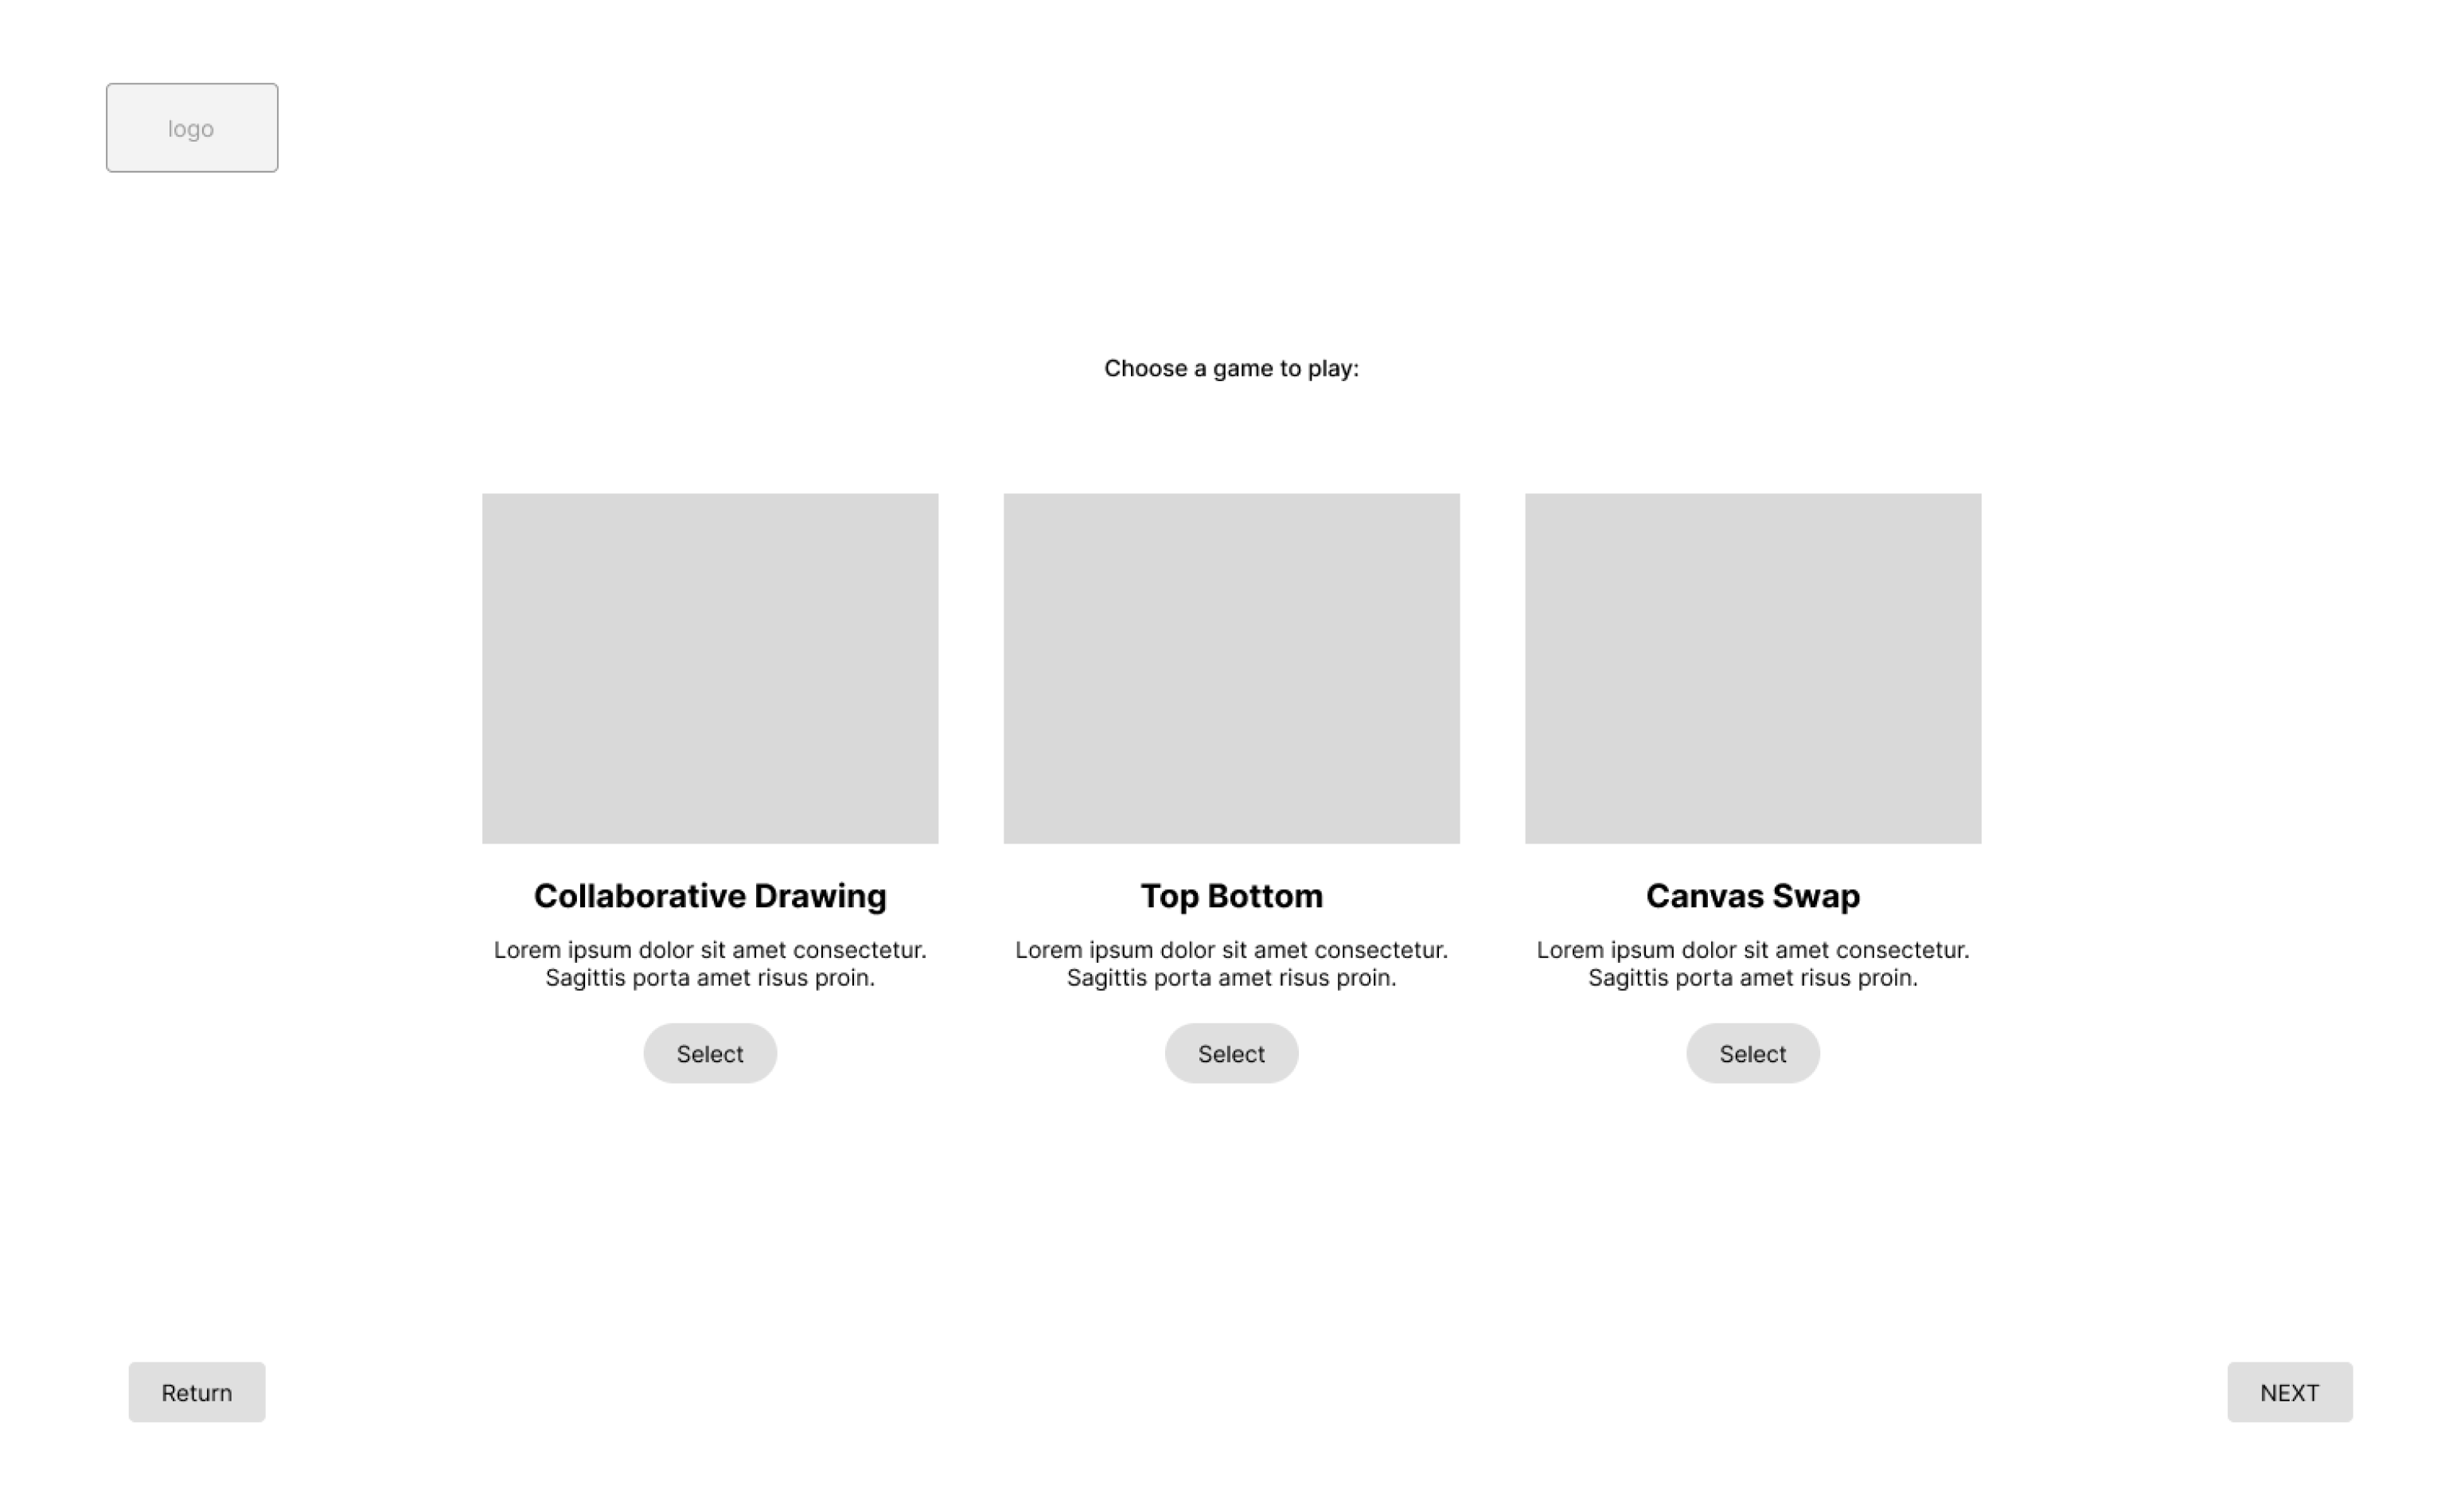 logo
Choose a game to play:
Collaborative Drawing
Lorem ipsum dolor sit amet consectetur.
Sagittis porta amet risus proin.
Select
Top Bottom
Lorem ipsum dolor sit amet consectetur.
Sagittis porta amet risus proin.
Select
Canvas Swap
Lorem ipsum dolor sit amet consectetur.
Sagittis porta amet risus proin.
Select
Return
NEXT